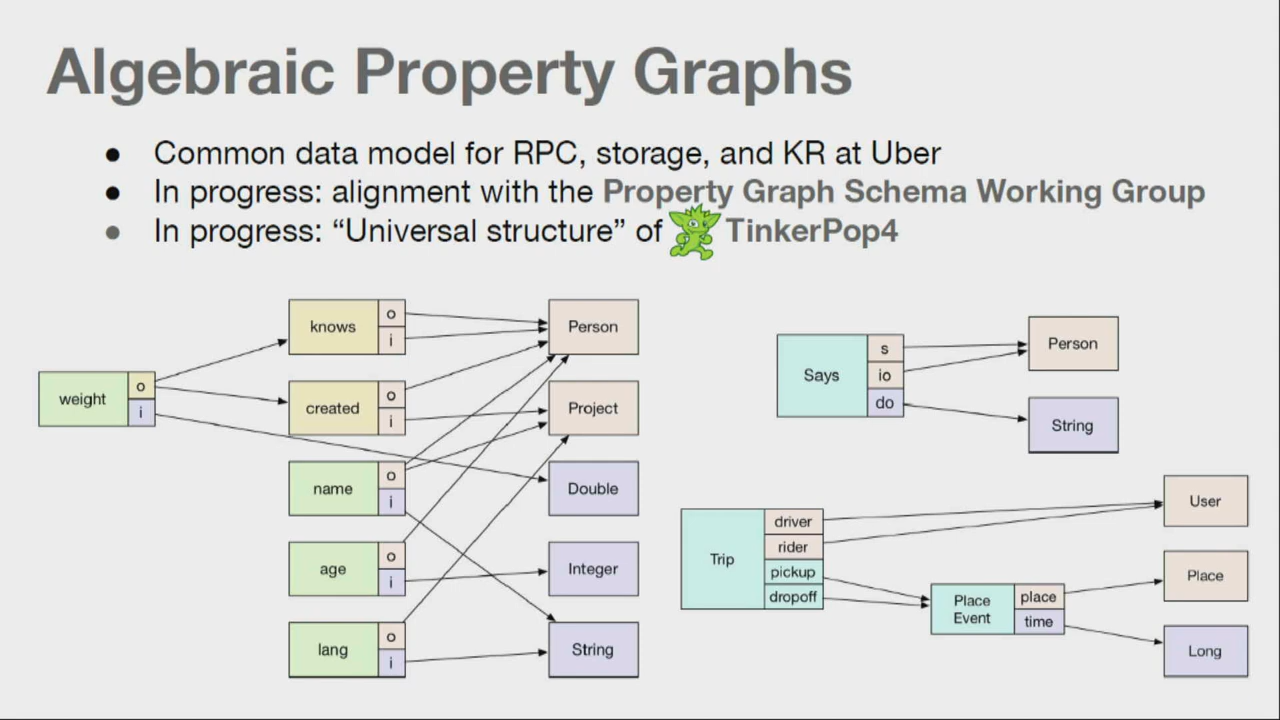 Algebraic Property Graphs
● Common data model for RPC, storage, and KR at Uber
● In progress: alignment with the Property Graph Schema Working Group
● In progress: “Universal structure” of TinkerPop4
weight
o
i
knows
o
i
created
o
i
name
o
i
age
o
i
lang
o
i
Person
Project
Double
Integer
String
Says
s
io
do
Person
String
Trip
driver
rider
pickup
dropoff
Place
Event
place
time
User
Place
Long